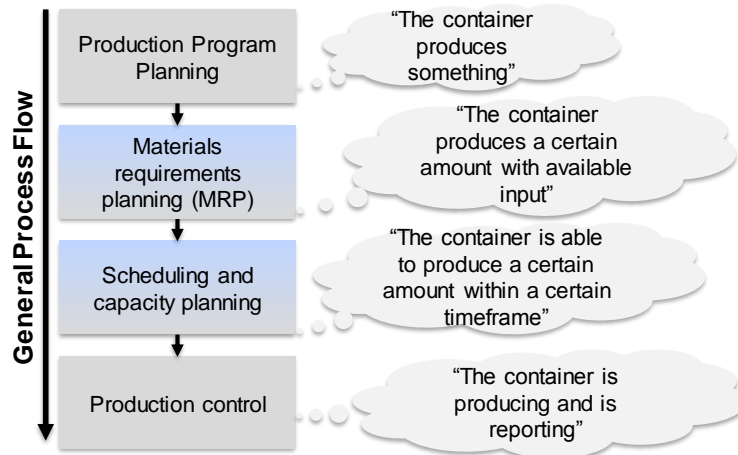 General Process Flow
Production Program
Planning
“The container
produces
something”
Materials
requirements
planning (MRP)
“The container
produces a certain
amount with available
input”
Scheduling and
capacity planning
“The container is able
to produce a certain
amount within a certain
timeframe”
Production control
“The container is
producing and is
reporting”